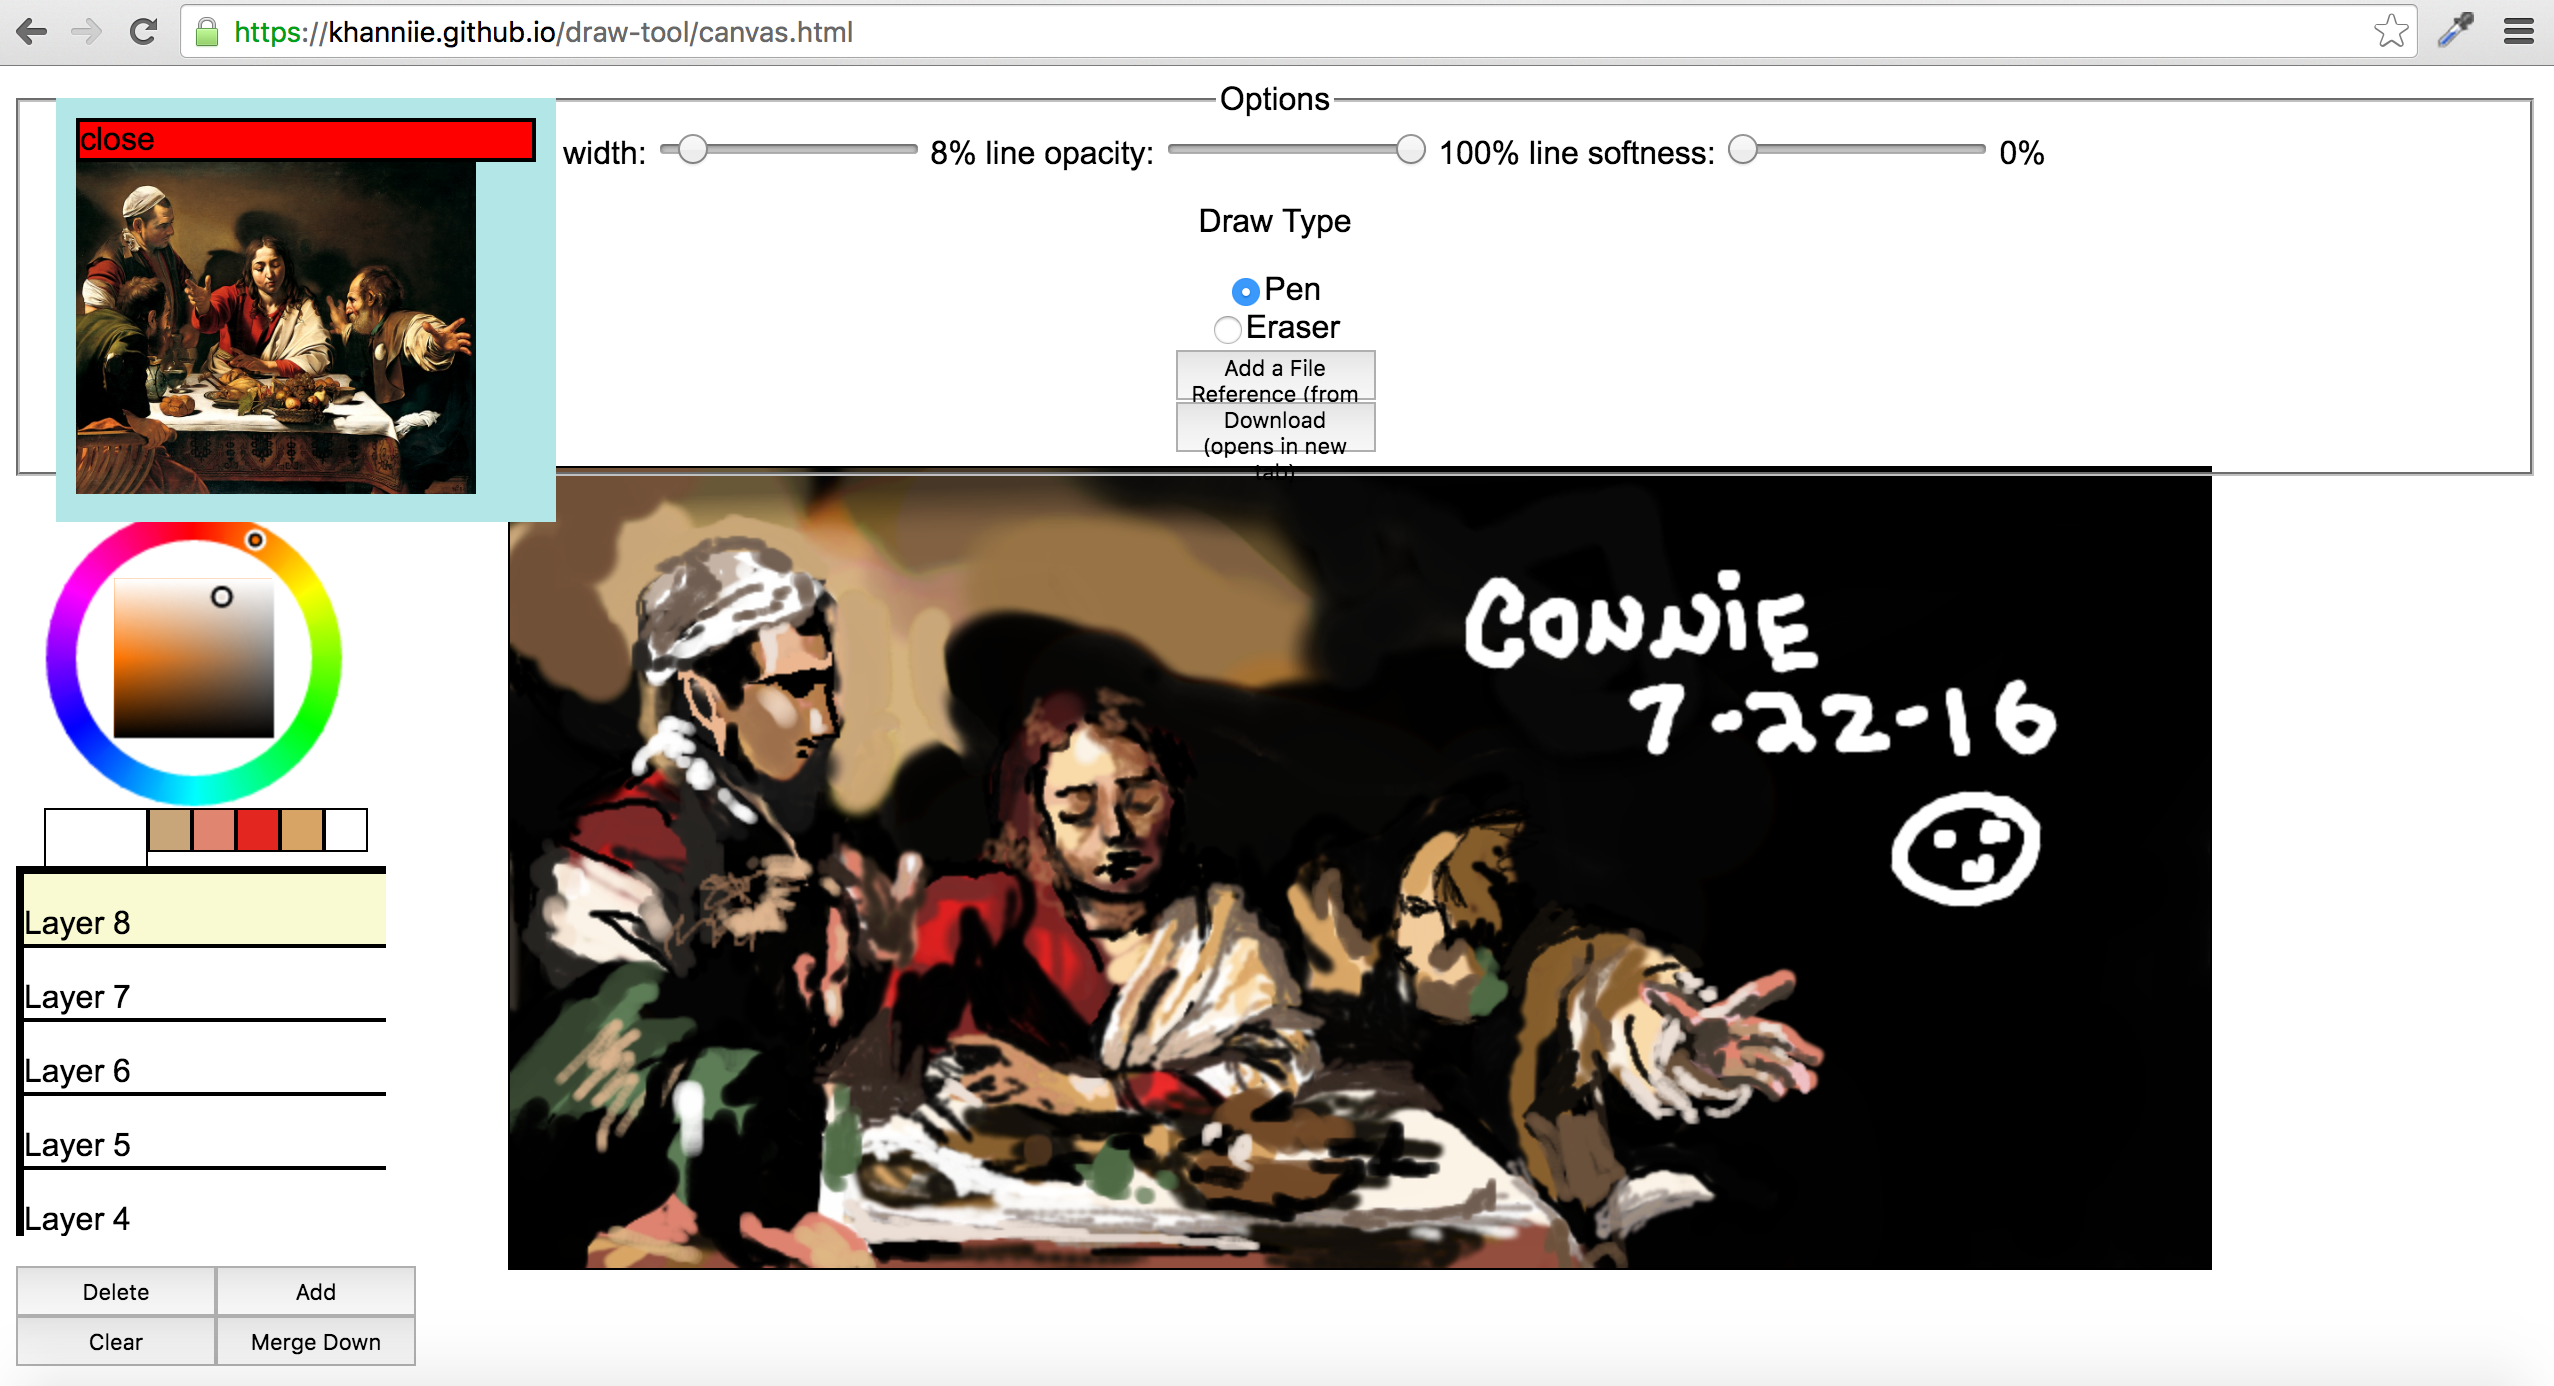 https://khanniie.github.io/draw-tool/canvas.html
Options
close
width: 8% line opacity: 100% line softness: 0%
Draw Type
Pen
Eraser
Add a File
Reference (from
Download
(opens in new
tab)
CONNIE
7-22-16
Layer 8
Layer 7
Layer 6
Layer 5
Layer 4
Delete Add
Clear Merge Down